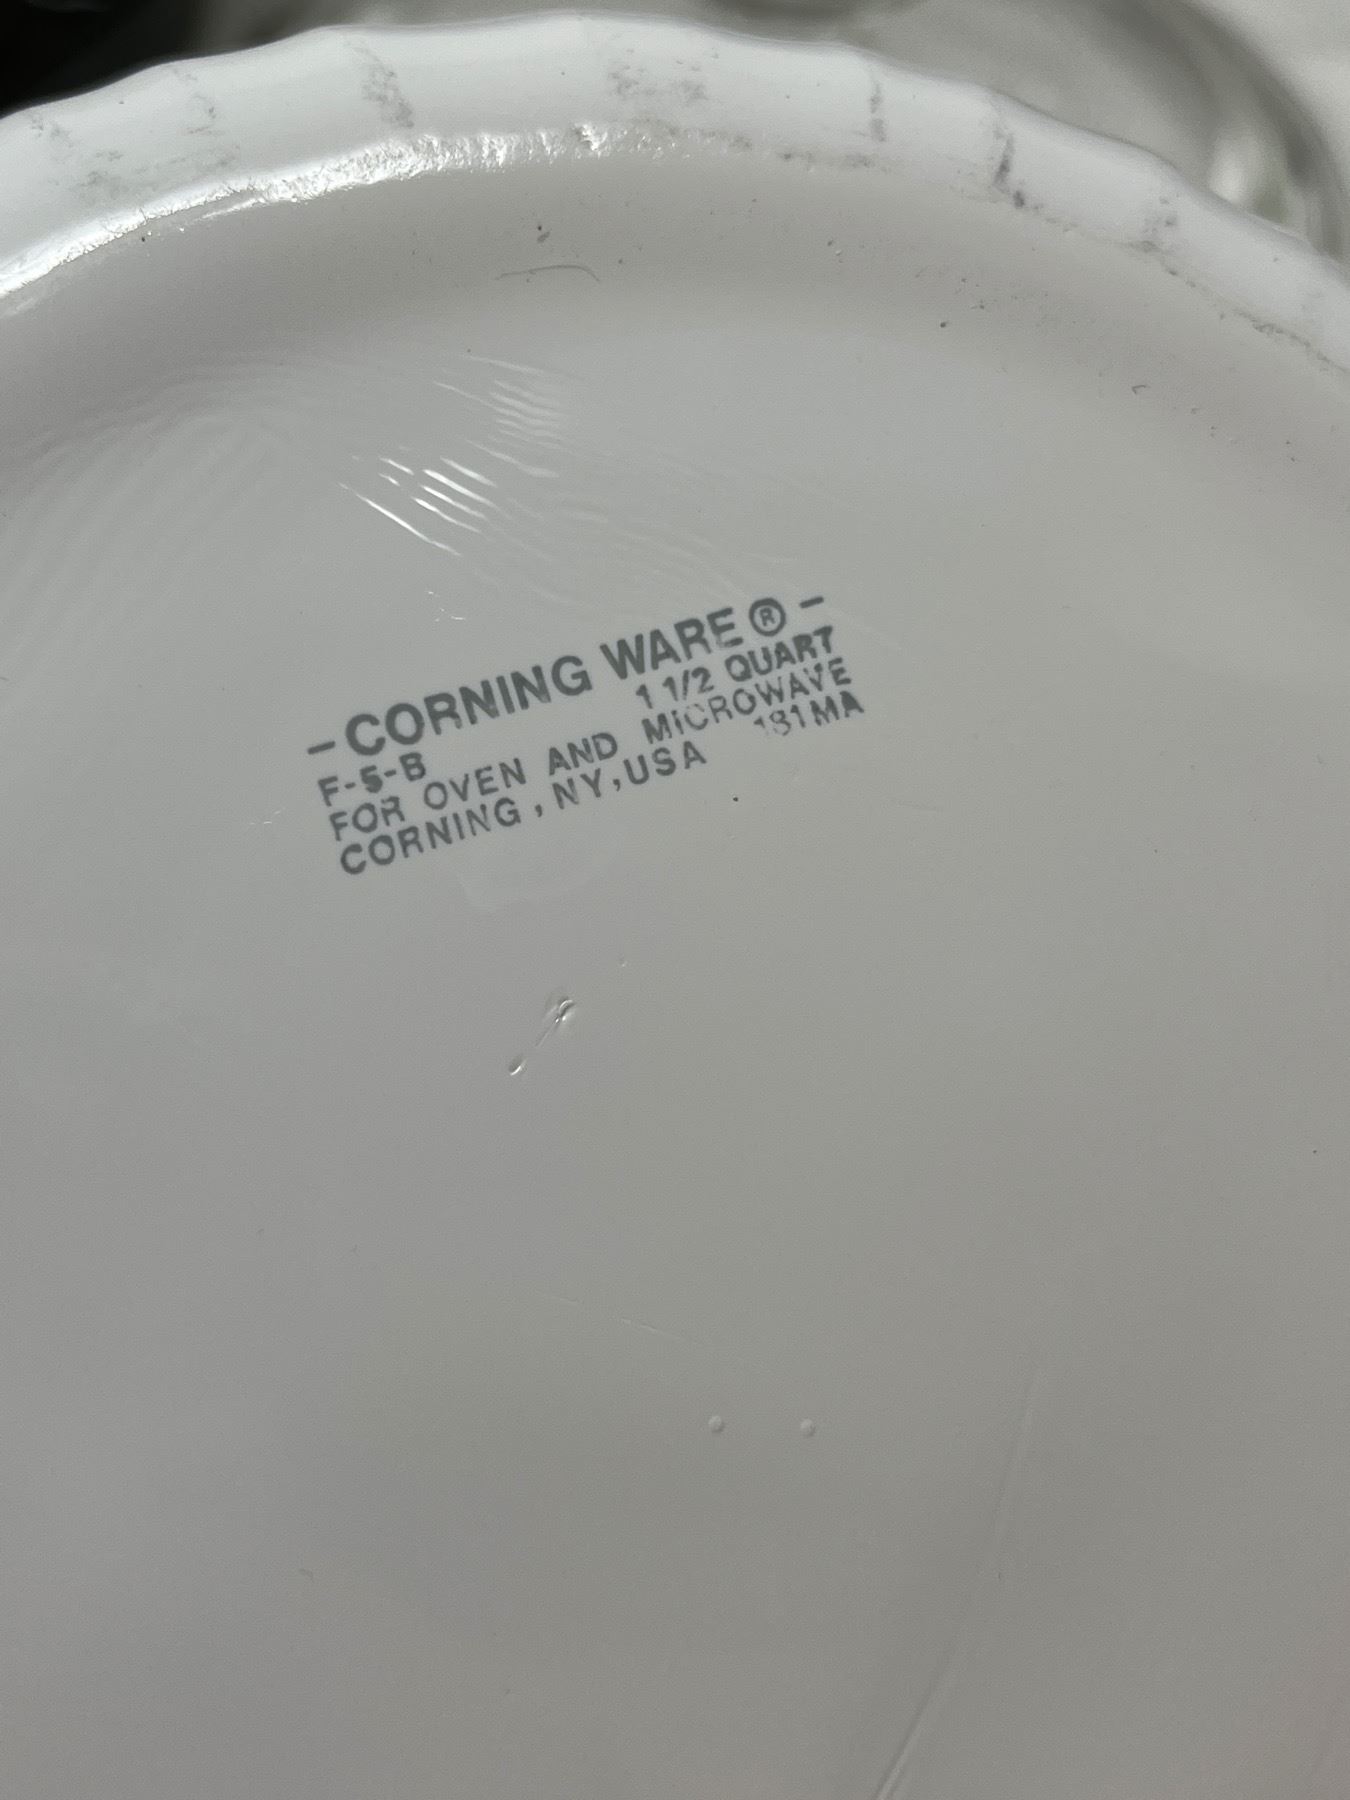 -CORNING WARE® -
F-5-B 1 1/2 QUART
FOR OVEN AND MICROWAVE
CORNING, NY, USA 181MA